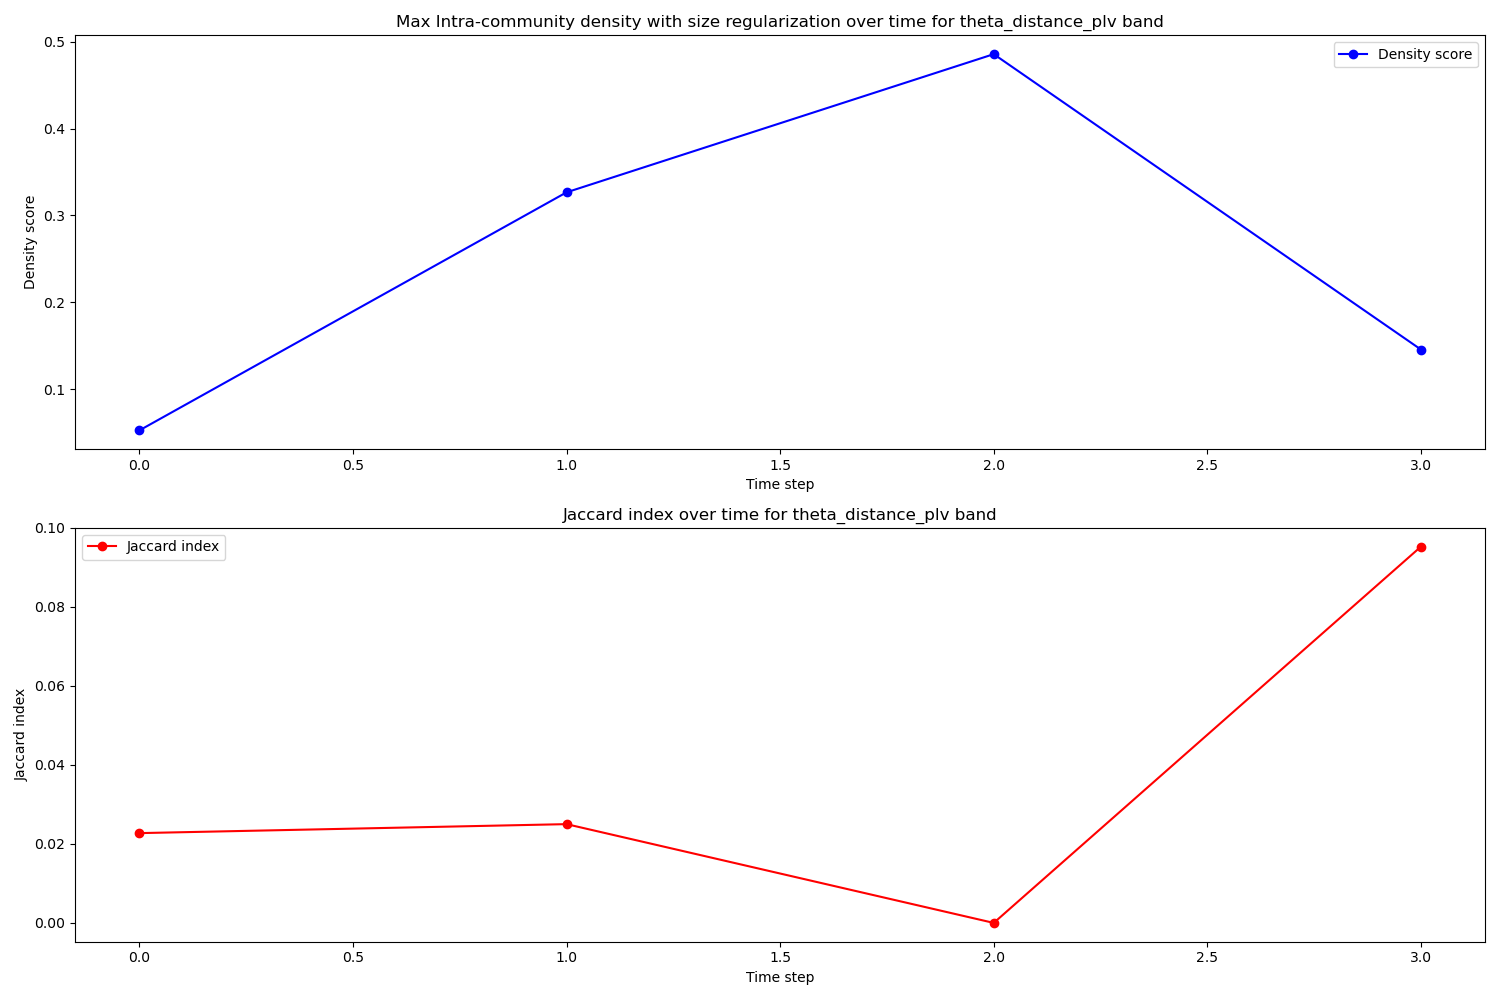 Max Intra-community density with size regularization over time for theta_distance_plv band
Density score
Density score
0.5
0.4
0.3
0.2
0.1
0.0 0.5 1.0 1.5 2.0 2.5 3.0
Time step
Jaccard index over time for theta_distance_plv band
Jaccard index
Jaccard index
0.10
0.08
0.06
0.04
0.02
0.00
0.0 0.5 1.0 1.5 2.0 2.5 3.0
Time step